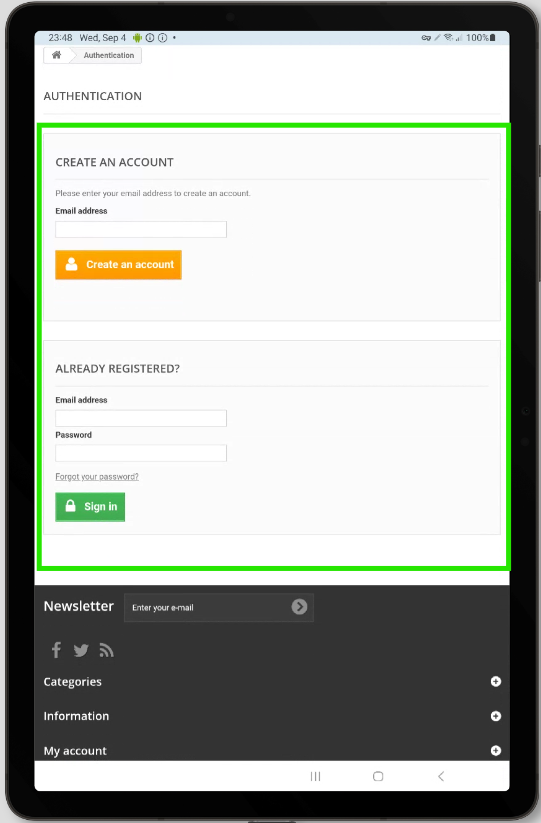 23:48 Wed, Sep 4
100%
Authentication
AUTHENTICATION
CREATE AN ACCOUNT
Please enter your email address to create an account.
Email address
Create an account
ALREADY REGISTERED?
Email address
Password
Forgot your password?
Sign in
Newsletter
Enter your e-mail
Categories
Information
My account